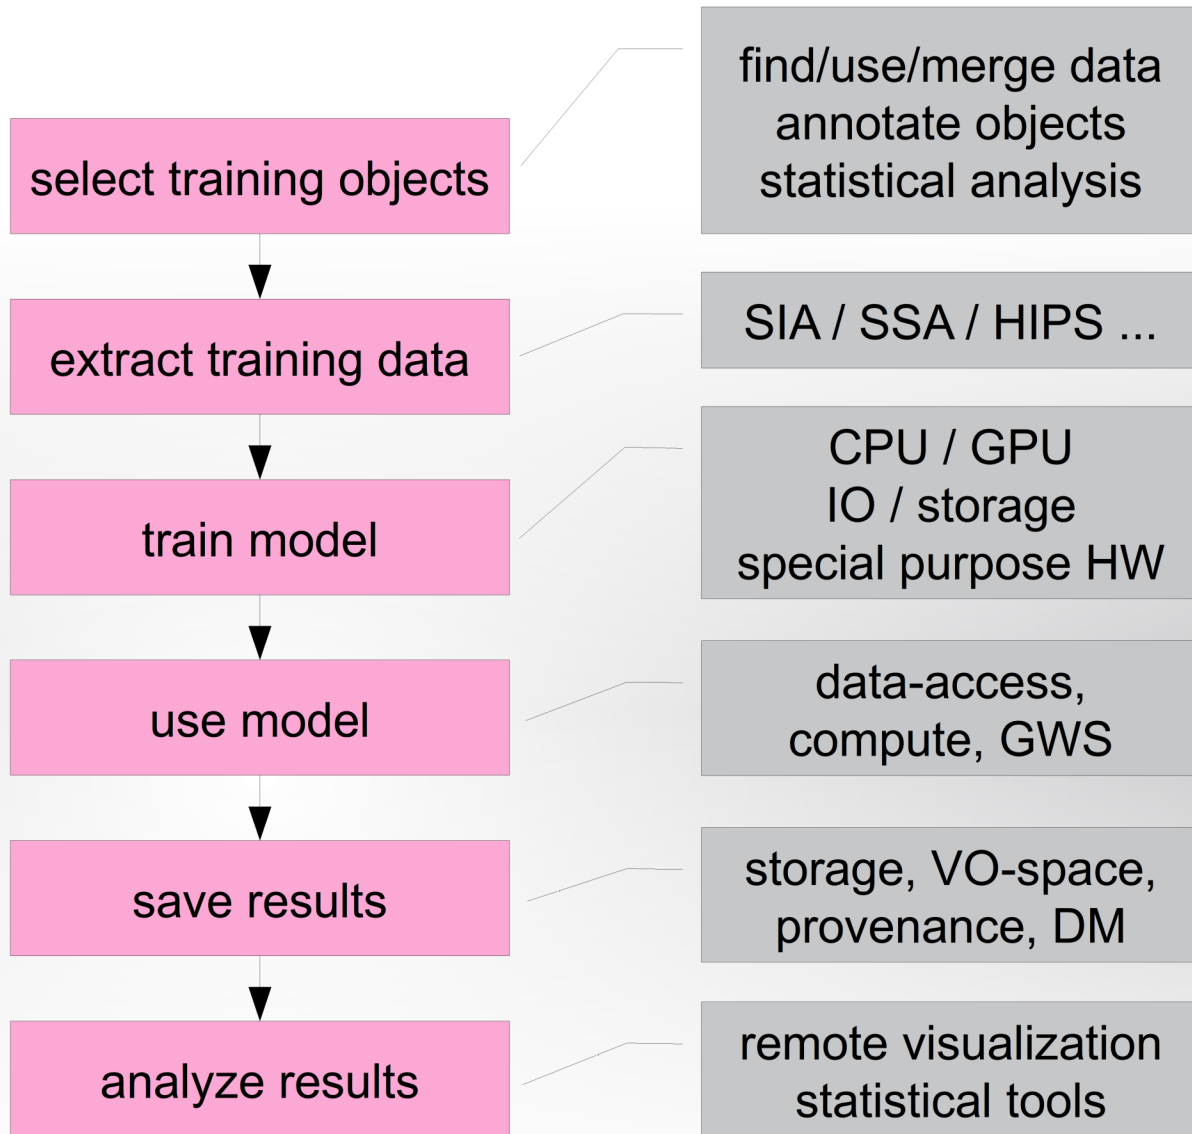 select training objects
find/use/merge data
annotate objects
statistical analysis
extract training data
SIA / SSA / HIPS ...
train model
CPU / GPU
IO / storage
special purpose HW
use model
data-access,
compute, GWS
save results
storage, VO-space,
provenance, DM
analyze results
remote visualization
statistical tools